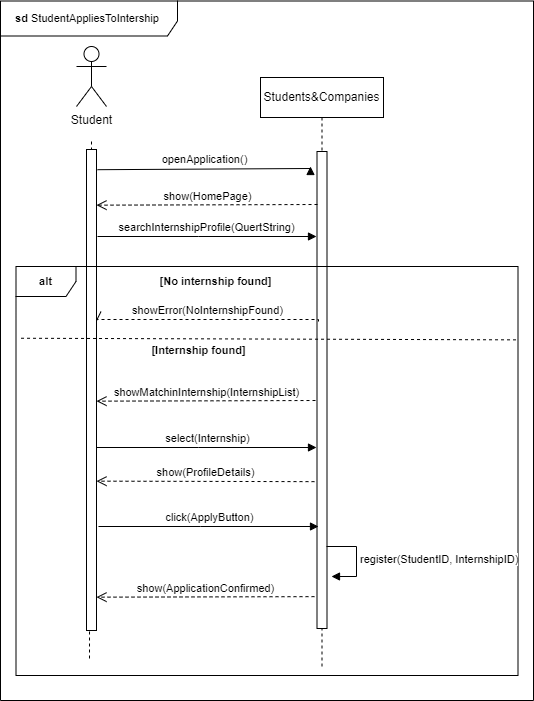 sd StudentAppliesToIntership
Student
Students&Companies
openApplication()
show(HomePage)
searchInternshipProfile(QuertString)
alt
[No internship found]
showError(NoInternshipFound)
[Internship found]
showMatchinInternship(InternshipList)
select(Internship)
show(ProfileDetails)
click(ApplyButton)
register(StudentID, InternshipID)
show(ApplicationConfirmed)